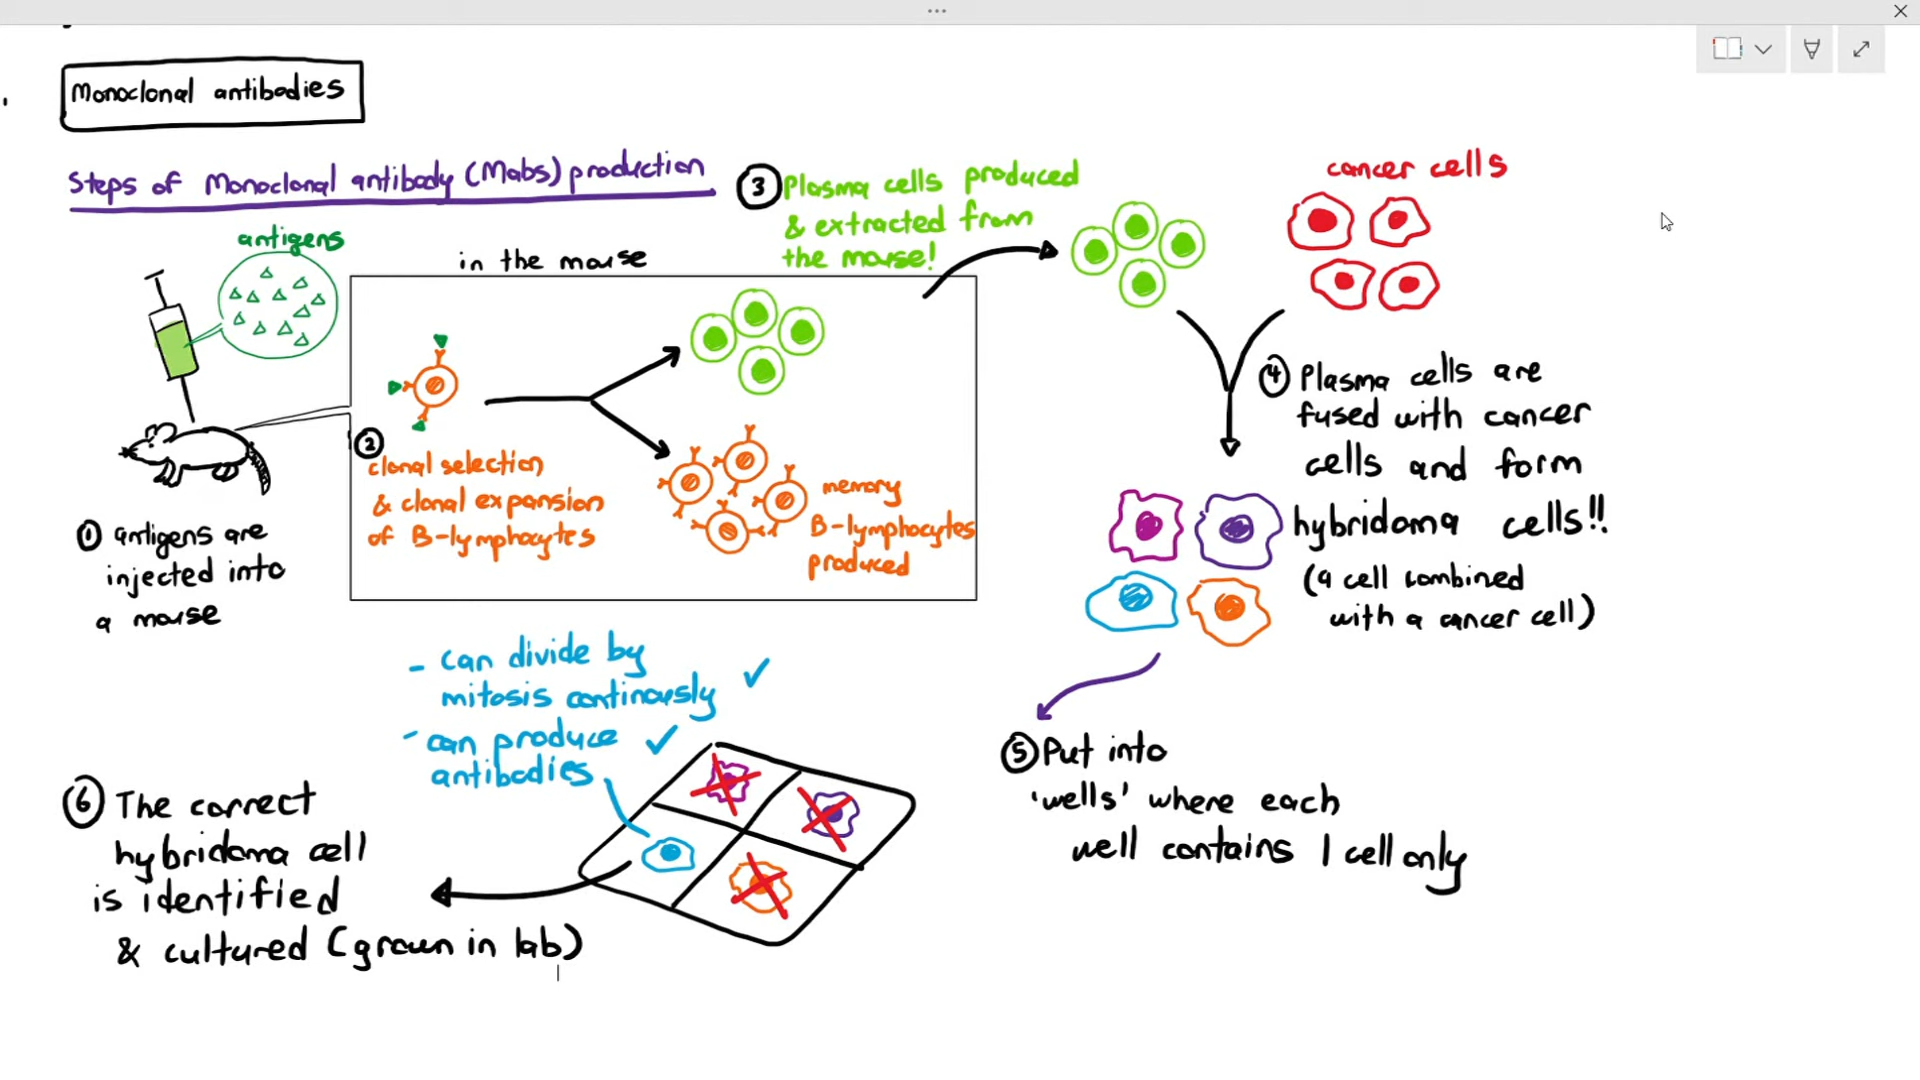 Monoclonal antibodies
Steps of Monoclonal antibody (Mabs) production
antigens
① antigens are
injected into
a mouse
in the mouse
②
clonal selection
& clonal expansion
of B-lymphocytes
memory
B-lymphocytes
produced
③ Plasma cells produced
& extracted from
the mouse!
cancer cells
④ Plasma cells are
fused with cancer
cells and form
hybridoma cells!!
(a cell combined
with a cancer cell)
⑤ Put into
'wells' where each
well contains 1 cell only
- can divide by
mitosis continously ✓
- can produce ✓
antibodies
⑥ The correct
hybridoma cell
is identified
& cultured (grown in lab)